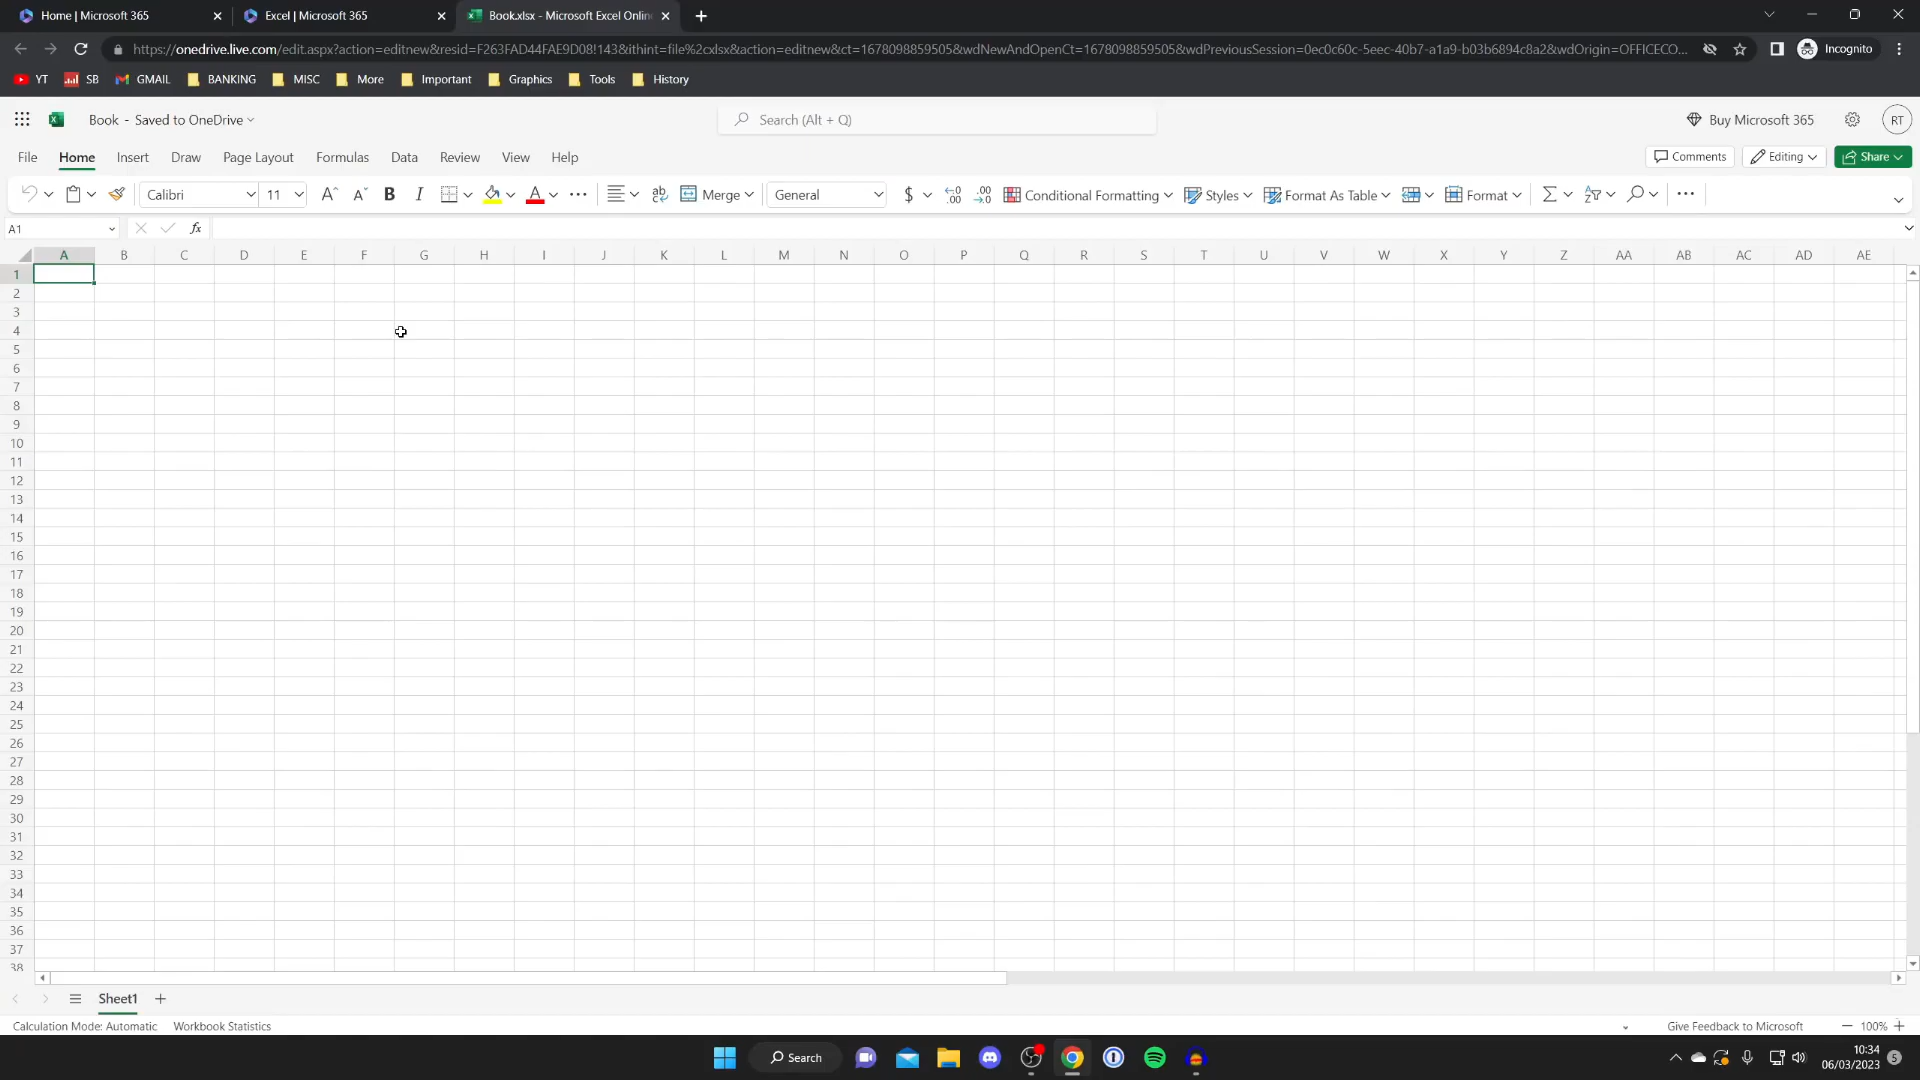 Home | Microsoft 365
Excel | Microsoft 365
Book.xlsx - Microsoft Excel Onlin
https://onedrive.live.com/edit.aspx?action=editnew&resid=F263FAD44FAE9D08!143&ithint=file%2cxlsx&action=editnew&ct=1678098859505&wdNewAndOpenCt=1678098859505&wdPreviousSession=0ec0c60c-5eec-40b7-a1a9-b03b6894c8a2&wdOrigin=OFFICECO...
Incognito
YT SB GMAIL BANKING MISC More Important Graphics Tools History
Book - Saved to OneDrive
Search (Alt + Q)
Buy Microsoft 365
RT
File Home Insert Draw Page Layout Formulas Data Review View Help
Comments Editing Share
Calibri 11 A A B I A ab c Merge General $ .0 .00 Conditional Formatting Styles Format As Table Format Σ
A1 fx
A B C D E F G H I J K L M N O P Q R S T U V W X Y Z AA AB AC AD AE
1
2
3
4
5
6
7
8
9
10
11
12
13
14
15
16
17
18
19
20
21
22
23
24
25
26
27
28
29
30
31
32
33
34
35
36
37
38
Sheet1
Calculation Mode: Automatic Workbook Statistics
Give Feedback to Microsoft 100%
Search
10:34
06/03/2023
5